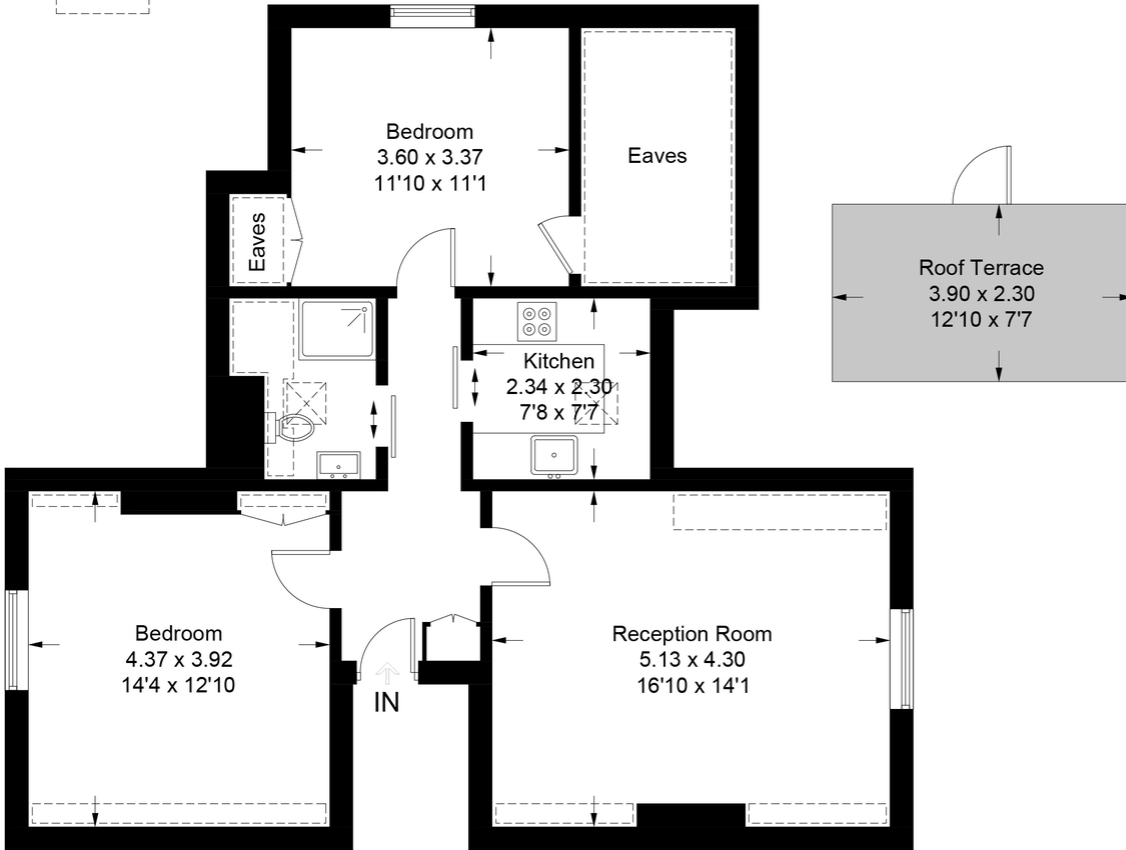 Bedroom
3.60 x 3.37
11'10 x 11'1
Eaves
Eaves
Roof Terrace
3.90 x 2.30
12'10 x 7'7
Kitchen
2.34 x 2.30
7'8 x 7'7
Bedroom
4.37 x 3.92
14'4 x 12'10
Reception Room
5.13 x 4.30
16'10 x 14'1
IN